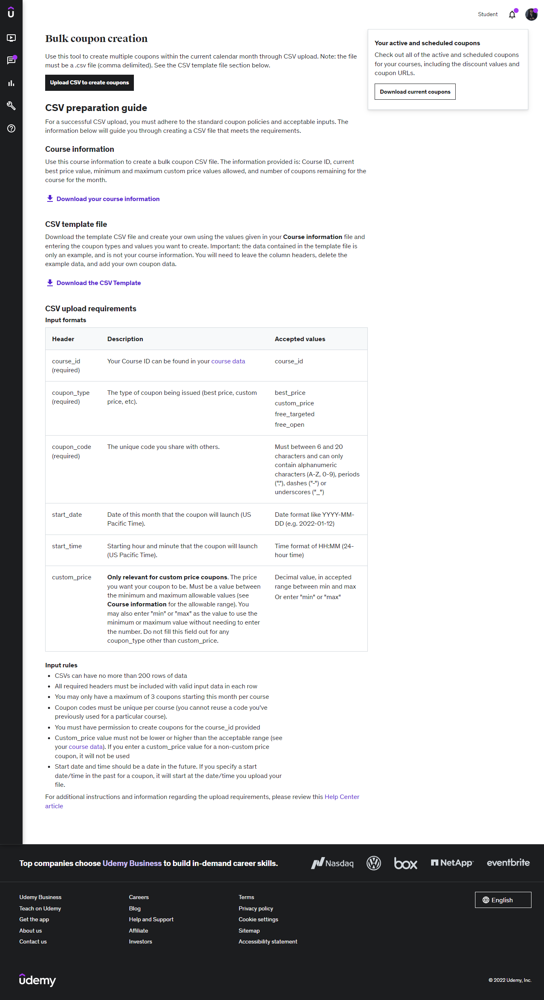 Student
Bulk coupon creation
Use this tool to create multiple coupons within the current calendar month through CSV upload. Note: the file
must be a .csv file (comma delimited). See the CSV template file section below.
Upload CSV to create coupons
Your active and scheduled coupons
Check out all of the active and scheduled coupons
for your courses, including the discount values and
coupon URLs.
Download current coupons
CSV preparation guide
For a successful CSV upload, you must adhere to the standard coupon policies and acceptable inputs. The
information below will guide you through creating a CSV file that meets the requirements.
Course information
Use this course information to create a bulk coupon CSV file. The information provided is: Course ID, current
best price value, minimum and maximum custom price values allowed, and number of coupons remaining for the
course for the month.
Download your course information
CSV template file
Download the template CSV file and create your own using the values given in your Course information file and
entering the coupon types and values you want to create. Important: the data contained in the template file is
only an example, and is not your course information. You will need to leave the column headers, delete the
example data, and add your own coupon data.
Download the CSV Template
CSV upload requirements
Input formats
Header Description Accepted values
course_id
(required)
Your Course ID can be found in your course data
course_id
coupon_type
(required)
The type of coupon being issued (best price, custom
price, etc).
best_price
custom_price
free_targeted
free_open
coupon_code
(required)
The unique code you share with others.
Must between 6 and 20
characters and can only
contain alphanumeric
characters (A-Z, 0-9), periods
("."), dashes ("-") or
underscores ("_")
start_date
Date of this month that the coupon will launch (US
Pacific Time).
Date format like YYYY-MM-
DD (e.g. 2022-01-12)
start_time
Starting hour and minute that the coupon will launch
(US Pacific Time).
Time format of HH:MM (24-
hour time)
custom_price
Only relevant for custom price coupons. The price
you want your coupon to be. Must be a value between
the minimum and maximum allowable values (see
Course information for the allowable range). You
may also enter "min" or "max" as the value to use the
minimum or maximum value without needing to enter
the number. Do not fill this field out for any
coupon_type other than custom_price.
Decimal value, in accepted
range between min and max
Or enter "min" or "max"
Input rules
• CSVs can have no more than 200 rows of data
• All required headers must be included with valid input data in each row
• You may only have a maximum of 3 coupons starting this month per course
• Coupon codes must be unique per course (you cannot reuse a code you've
previously used for a particular course).
• You must have permission to create coupons for the course_id provided
• Custom_price value must not be lower or higher than the acceptable range (see
your course data). If you enter a custom_price value for a non-custom price
coupon, it will not be used
• Start date and time should be a date in the future. If you specify a start
date/time in the past for a coupon, it will start at the date/time you upload your
file.
For additional instructions and information regarding the upload requirements, please review this Help Center
article
Top companies choose Udemy Business to build in-demand career skills.
Nasdaq
box
NetApp
eventbrite
Udemy Business
Teach on Udemy
Get the app
About us
Contact us
Careers
Blog
Help and Support
Affiliate
Investors
Terms
Privacy policy
Cookie settings
Sitemap
Accessibility statement
English
udemy
© 2022 Udemy, Inc.